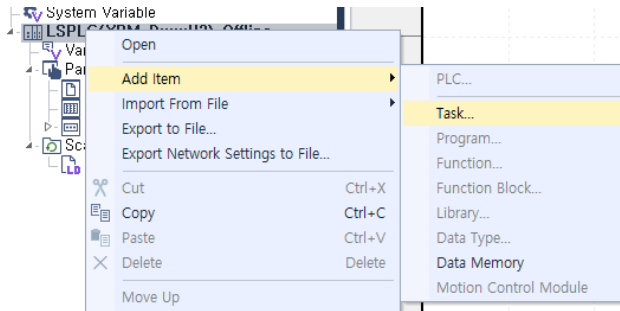 System Variable
Open
Add Item
Import From File
Export to File...
Export Network Settings to File...
Cut Ctrl+X
Copy Ctrl+C
Paste Ctrl+V
Delete Delete
Move Up
PLC...
Task...
Program...
Function...
Function Block...
Library...
Data Type...
Data Memory
Motion Control Module